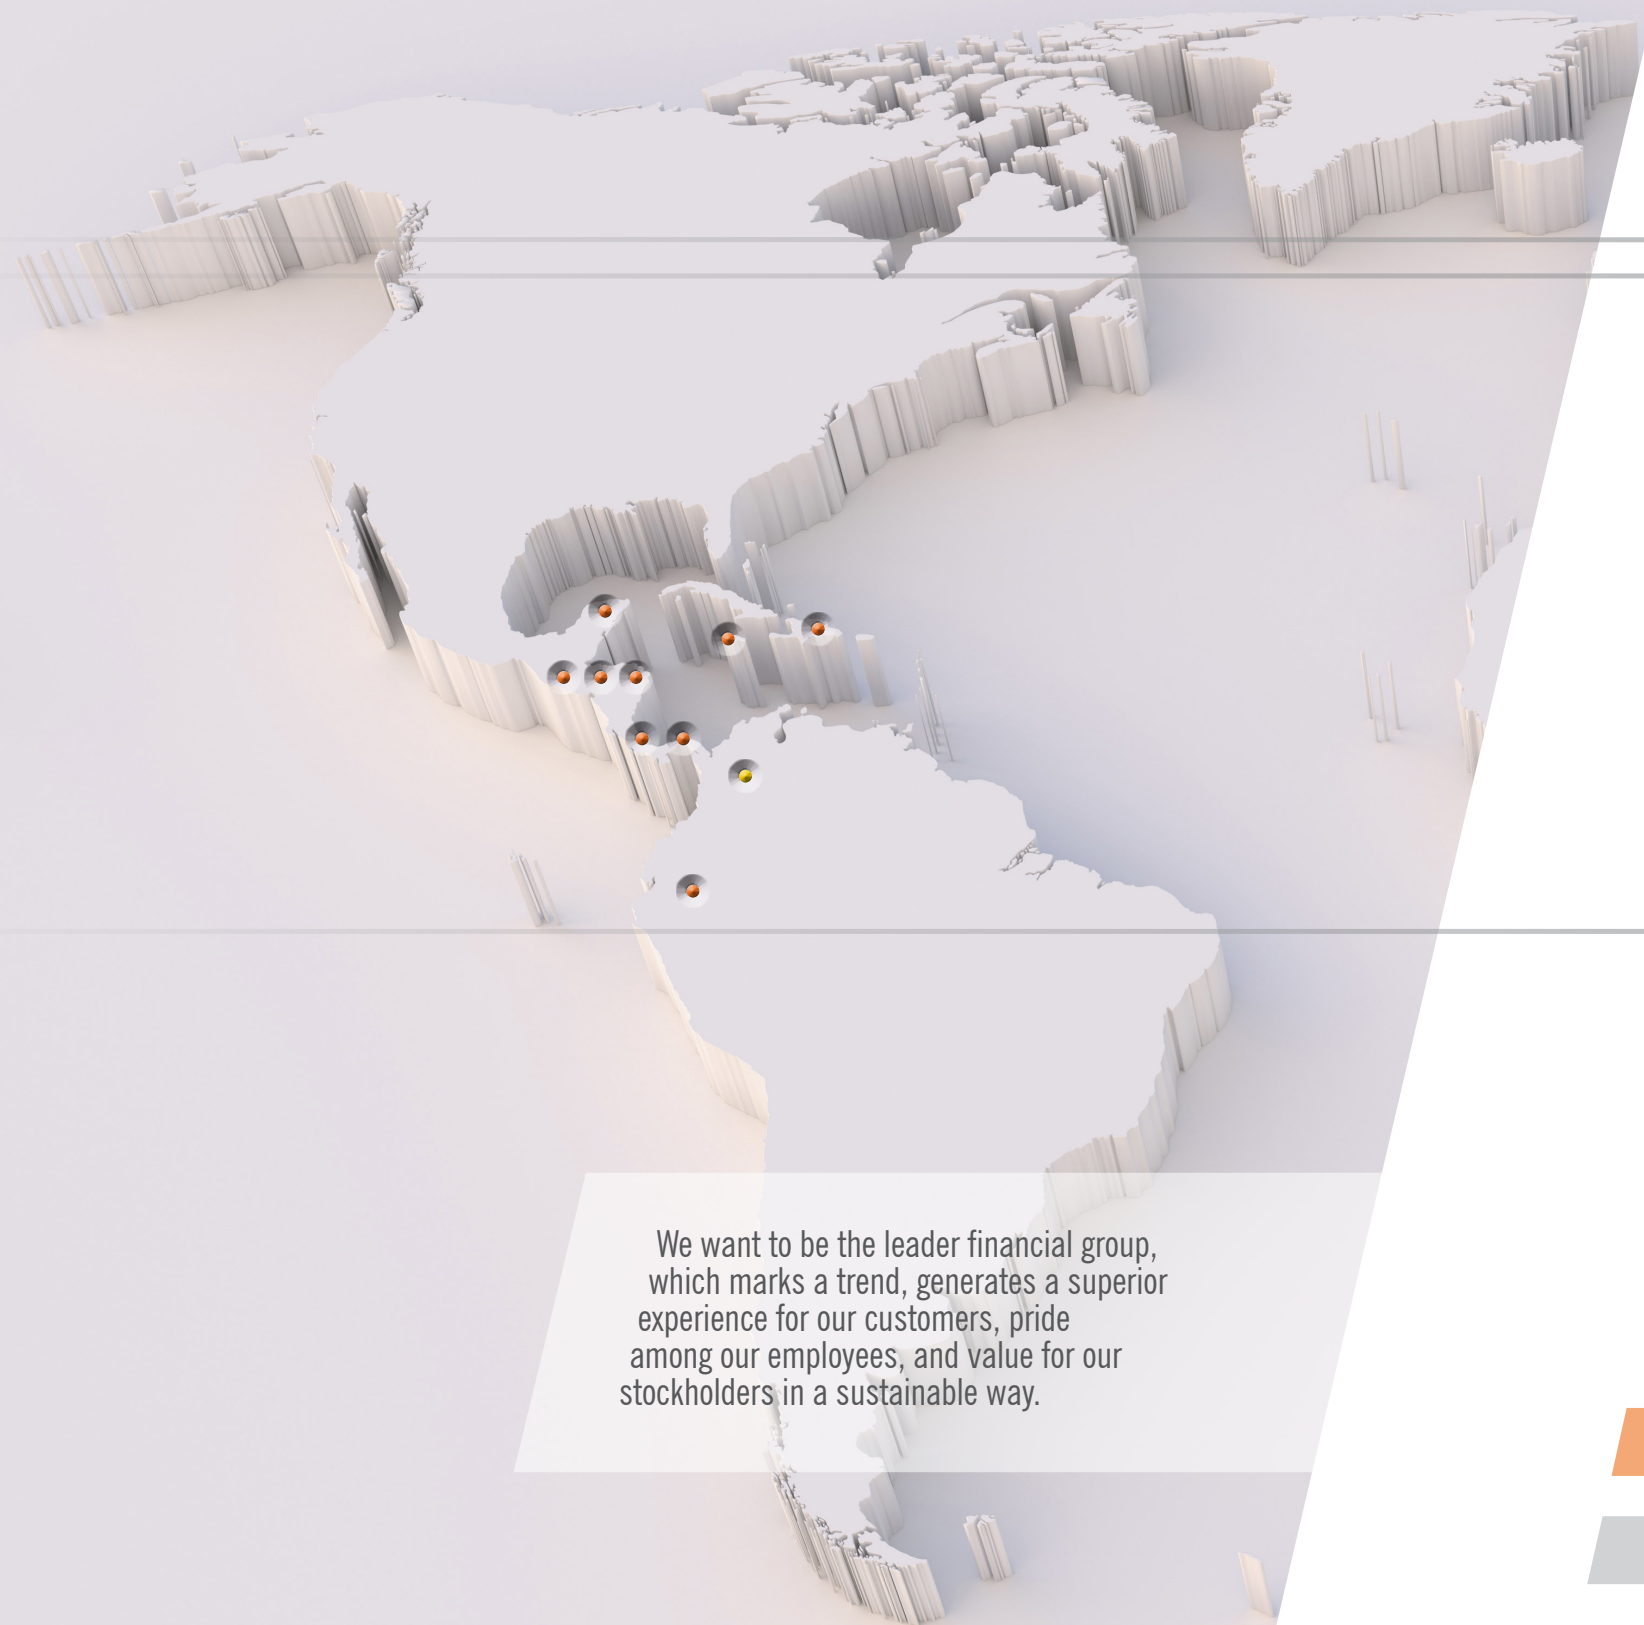 We want to be the leader financial group,
which marks a trend, generates a superior
experience for our customers, pride
among our employees, and value for our
stockholders in a sustainable way.